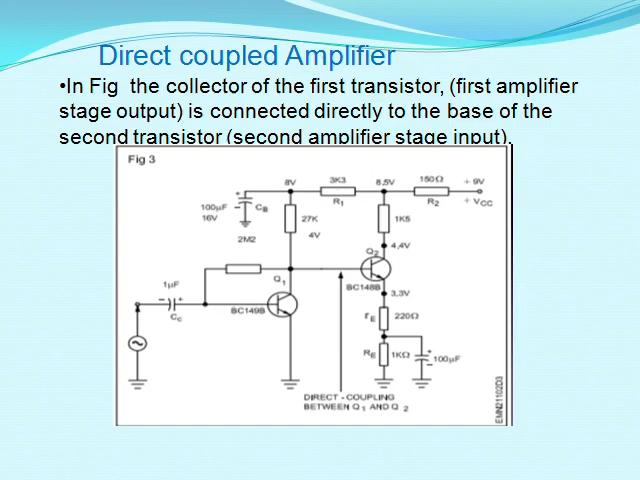 Direct coupled Amplifier
•In Fig the collector of the first transistor, (first amplifier
stage output) is connected directly to the base of the
second transistor (second amplifier stage input).
Fig 3
8V
3K3
8.5V
150Ω
+ 9V
R1
R2
+ VCC
100µF
16V
CB
27K
4V
1K5
2M2
Q2
4,4V
1µF
Q1
BC148B
3.3V
CC
BC149B
rE
220Ω
RE
1KΩ
100µF
DIRECT - COUPLING
BETWEEN Q1 AND Q 2
EMN21102D3